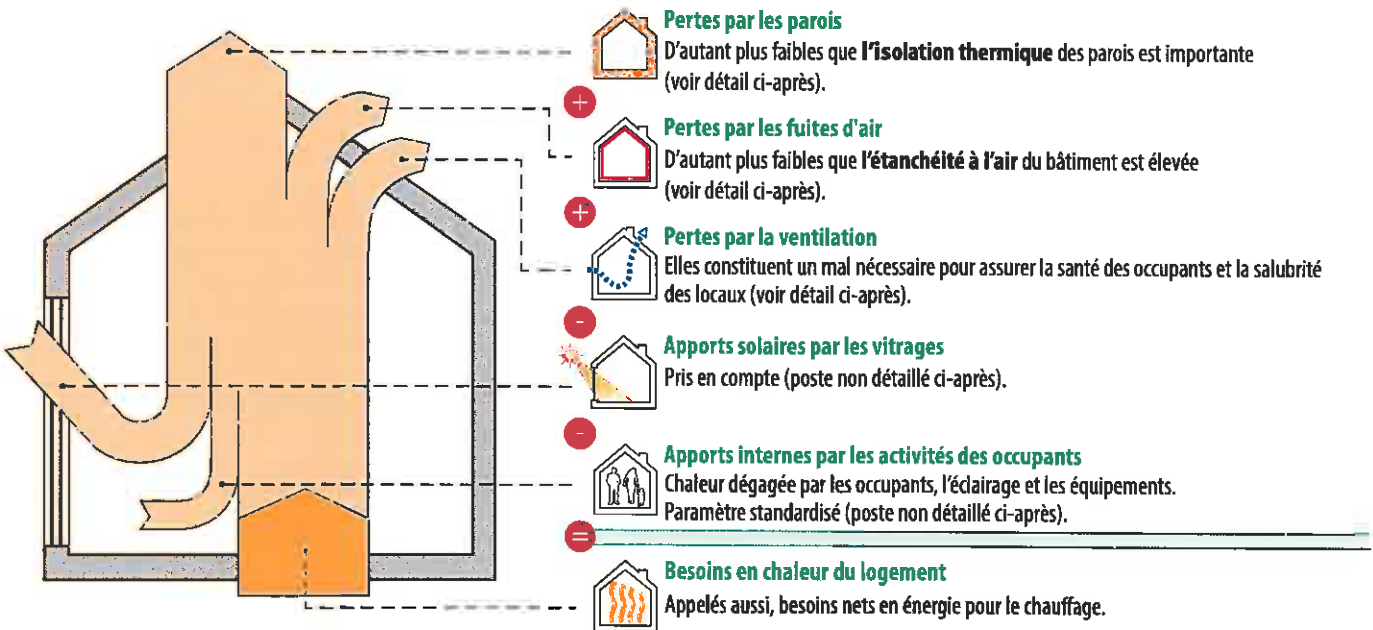 Pertes par les parois
D'autant plus faibles que l'isolation thermique des parois est importante
(voir détail ci-après).
+
Pertes par les fuites d'air
D'autant plus faibles que l'étanchéité à l'air du bâtiment est élevée
(voir détail ci-après).
+
Pertes par la ventilation
Elles constituent un mal nécessaire pour assurer la santé des occupants et la salubrité
des locaux (voir détail ci-après).
-
Apports solaires par les vitrages
Pris en compte (poste non détaillé ci-après).
-
Apports internes par les activités des occupants
Chaleur dégagée par les occupants, l'éclairage et les équipements.
Paramètre standardisé (poste non détaillé ci-après).
=
Besoins en chaleur du logement
Appelés aussi, besoins nets en énergie pour le chauffage.